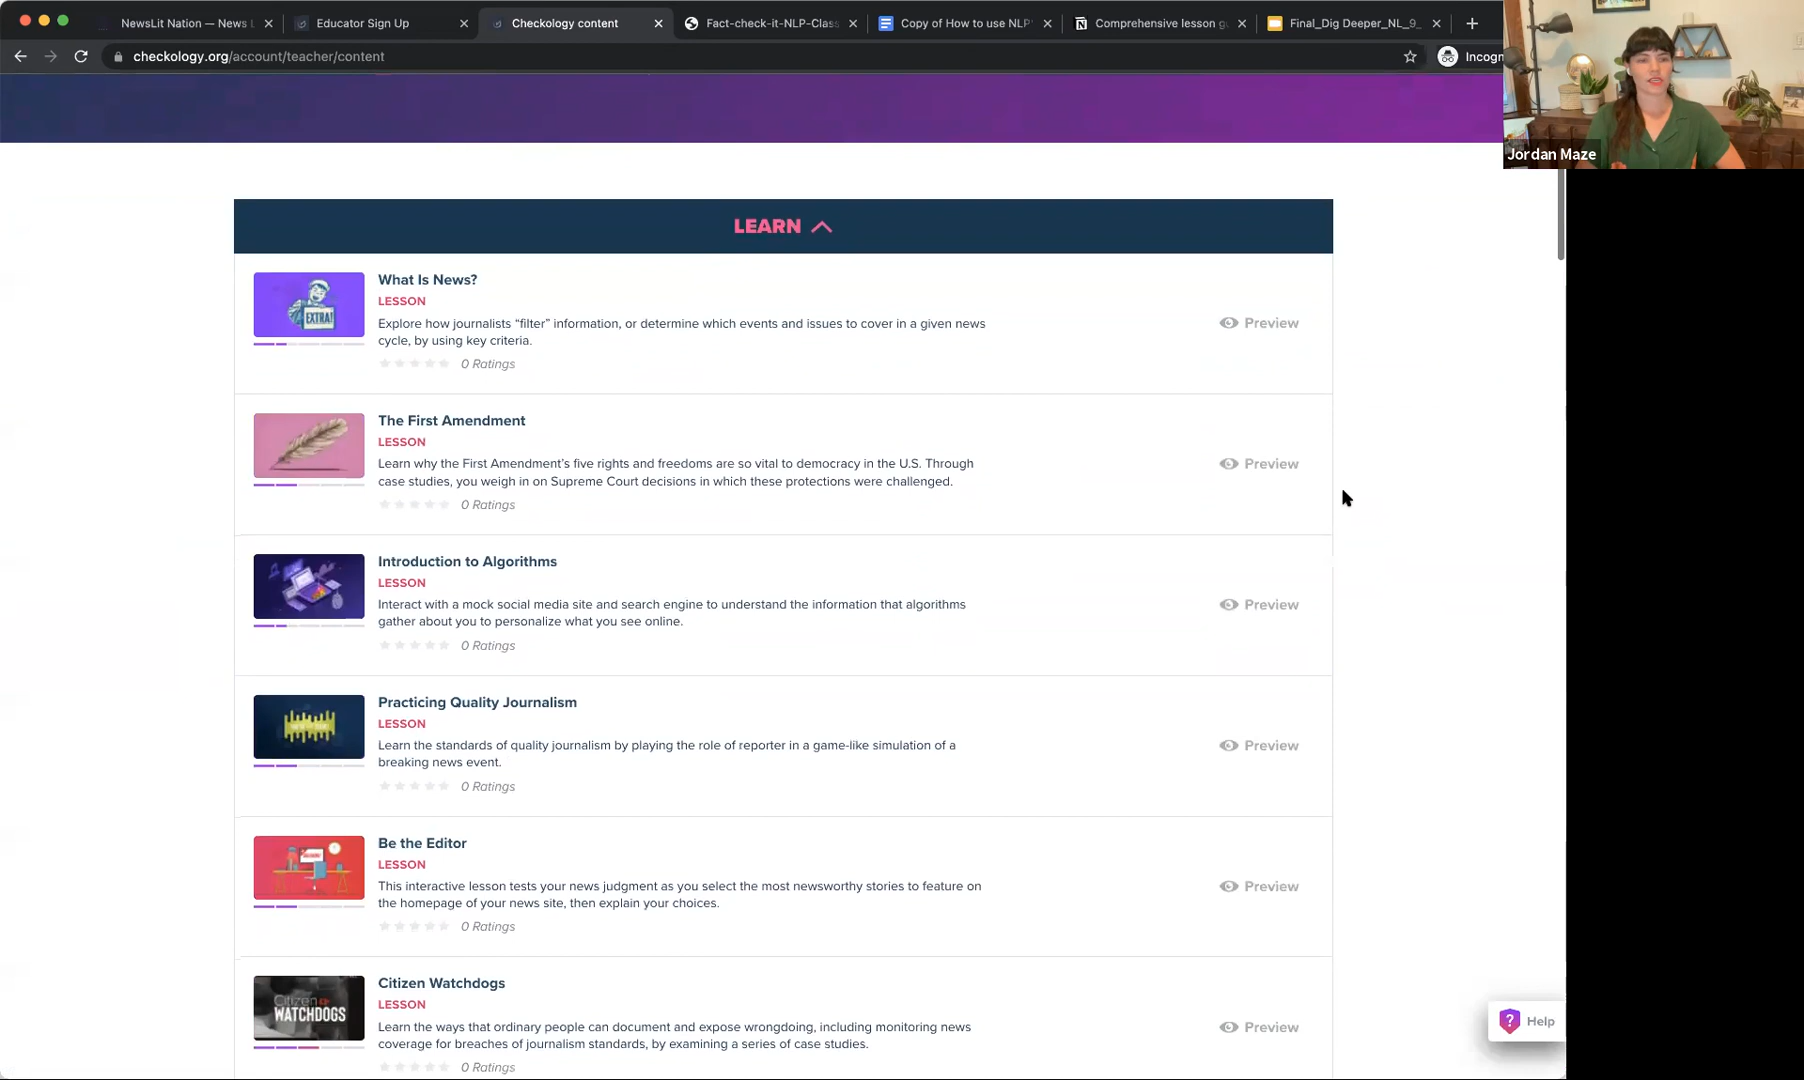 NewsLit Nation — News L
Educator Sign Up
Checkology content
Fact-check-it-NLP-Class
Copy of How to use NLP'
Comprehensive lesson gu
Final_Dig Deeper_NL_9_
checkology.org/account/teacher/content
Incogn
Jordan Maze
LEARN
What Is News?
LESSON
Explore how journalists “filter” information, or determine which events and issues to cover in a given news
cycle, by using key criteria.
0 Ratings
Preview
EXTRA!
The First Amendment
LESSON
Learn why the First Amendment’s five rights and freedoms are so vital to democracy in the U.S. Through
case studies, you weigh in on Supreme Court decisions in which these protections were challenged.
0 Ratings
Preview
Introduction to Algorithms
LESSON
Interact with a mock social media site and search engine to understand the information that algorithms
gather about you to personalize what you see online.
0 Ratings
Preview
Practicing Quality Journalism
LESSON
Learn the standards of quality journalism by playing the role of reporter in a game-like simulation of a
breaking news event.
0 Ratings
Preview
Be the Editor
LESSON
This interactive lesson tests your news judgment as you select the most newsworthy stories to feature on
the homepage of your news site, then explain your choices.
0 Ratings
Preview
Citizen
WATCHDOGS
Citizen Watchdogs
LESSON
Learn the ways that ordinary people can document and expose wrongdoing, including monitoring news
coverage for breaches of journalism standards, by examining a series of case studies.
0 Ratings
Preview
? Help